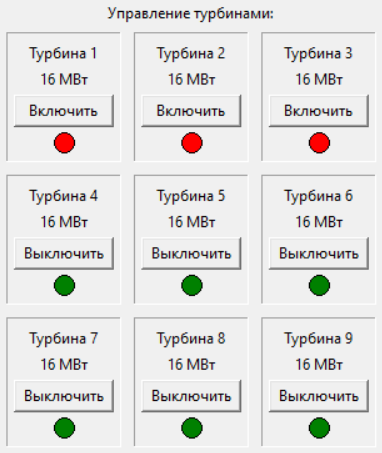 Управление турбинами:
Турбина 1
16 МВт
Включить
Турбина 2
16 МВт
Включить
Турбина 3
16 МВт
Включить
Турбина 4
16 МВт
Выключить
Турбина 5
16 МВт
Выключить
Турбина 6
16 МВт
Выключить
Турбина 7
16 МВт
Выключить
Турбина 8
16 МВт
Выключить
Турбина 9
16 МВт
Выключить